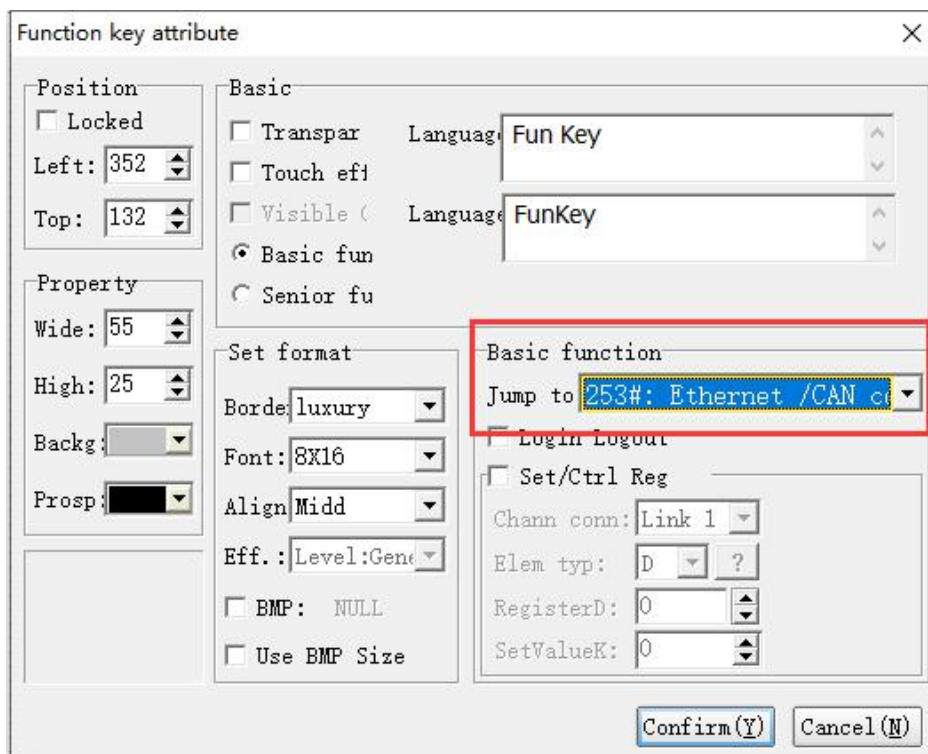 Function key attribute
Position
Locked
Left: 352
Top: 132
Property
Wide: 55
High: 25
Backg:
Prosp:
Basic
Transpar
Touch eff
Visible (
Basic fun
Senior fu
Languag Fun Key
Language FunKey
Set format
Borde luxury
Font: 8X16
Align Midd
Eff.: Level:Gene
BMP: NULL
Use BMP Size
Basic function
Jump to 253#: Ethernet /CAN co
Login Logout
Set/Ctrl Reg
Chann conn: Link 1
Elem typ: D ?
RegisterD: 0
SetValueK: 0
Confirm(Y) Cancel(N)